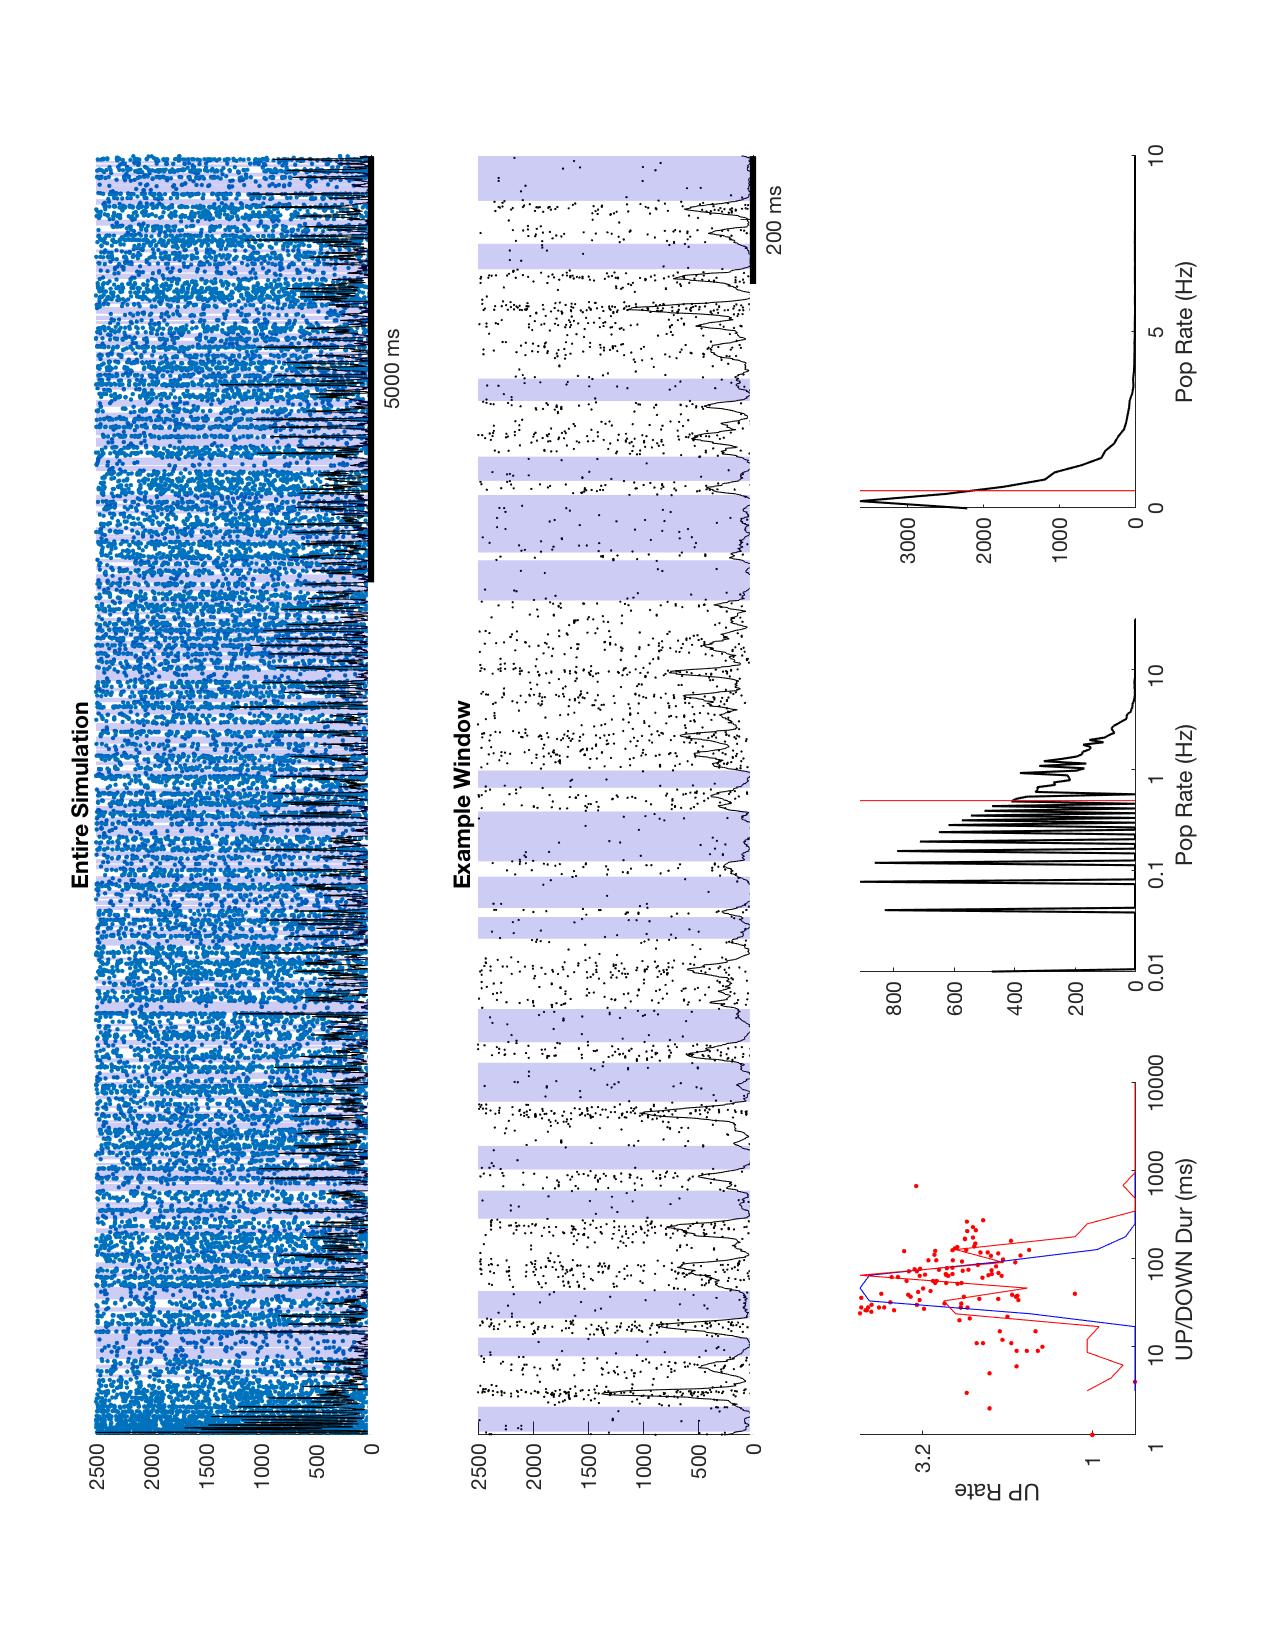 Entire Simulation
2500
2000
1500
1000
500
0
5000 ms
Example Window
2500
2000
1500
1000
500
0
200 ms
UP Rate
3.2
1
1 10 100 1000 10000
UP/DOWN Dur (ms)
800
600
400
200
0
0.01 0.1 1 10
Pop Rate (Hz)
3000
2000
1000
0
0 5 10
Pop Rate (Hz)